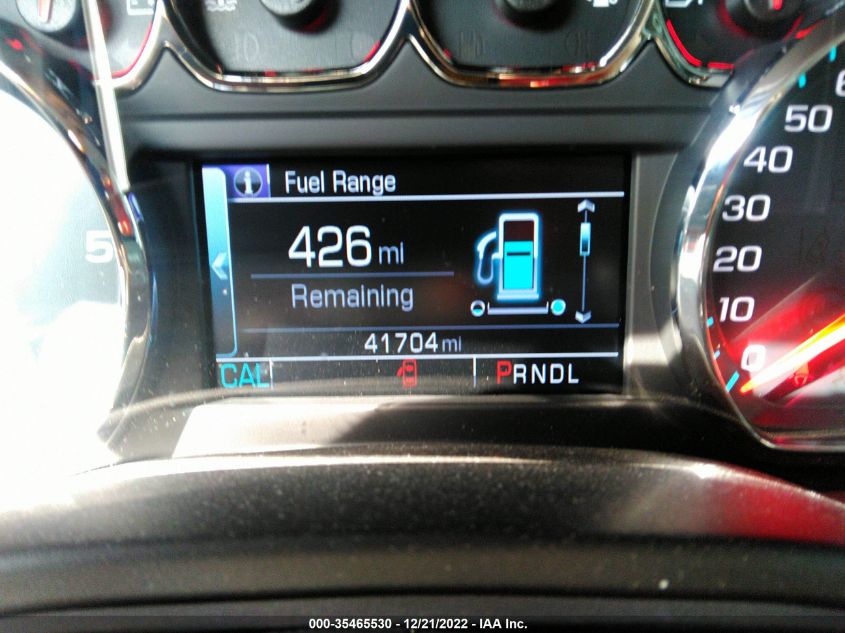 Fuel Range
426 mi
Remaining
41704 mi
CAL
PRNDL
5
50
40
30
20
10
0
000-35465530 - 12/21/2022 - IAA Inc.